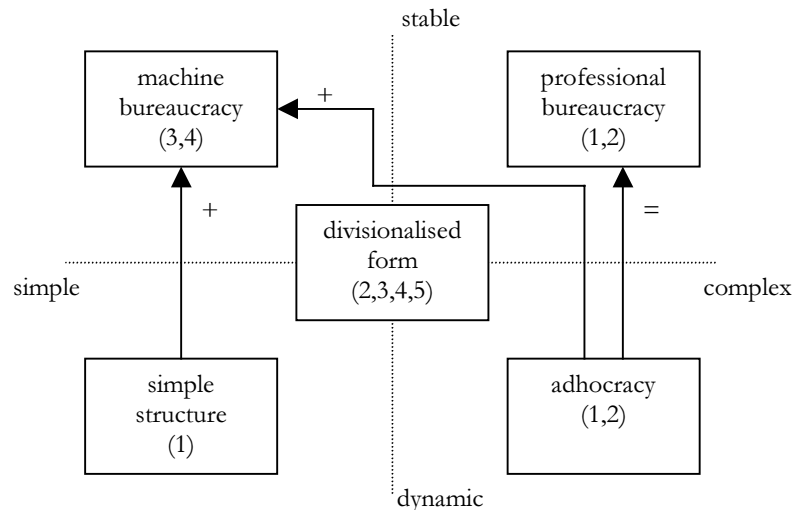 stable
machine
bureaucracy
(3,4)
+
professional
bureaucracy
(1,2)
+
=
divisionalised
form
(2,3,4,5)
simple
complex
simple
structure
(1)
adhocracy
(1,2)
dynamic